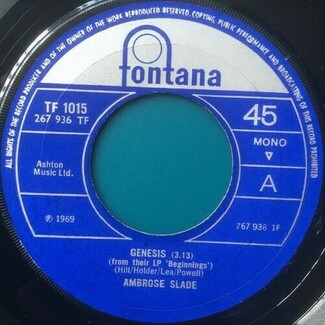 ALL RIGHTS OF THE RECORD PRODUCER AND OF THE OWNER OF THE WORK REPRODUCED RESERVED. COPYING, PUBLIC PERFORMANCE AND BROADCASTING OF THIS RECORD PROHIBITED
fontana
TF 1015
267 936 TF
45
MONO
Ashton
Music Ltd.
A
℗ 1969
267 936 1F
GENESIS (3.13)
(from their LP 'Beginnings')
(Hill/Holder/Lea/Powell)
AMBROSE SLADE